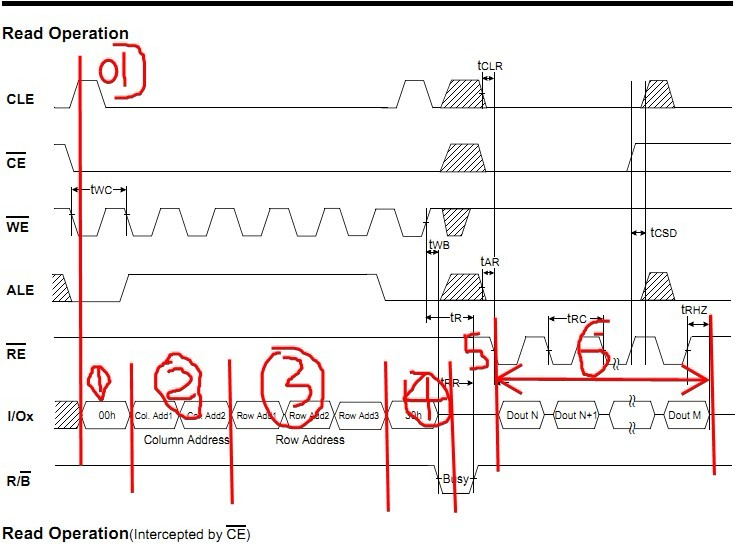 Read Operation
01)
tCLR
CLE
CE
tWC
WE
tCSD
tWB
tAR
ALE
tRHZ
tR
tRC
RE
5
6
1
2
3
4
tRR
I/Ox
00h
Col. Add1
Col. Add2
Row Add1
Row Add2
Row Add3
30h
Dout N
Dout N+1
Dout M
Column Address
Row Address
R/B
Busy
Read Operation(Intercepted by CE)